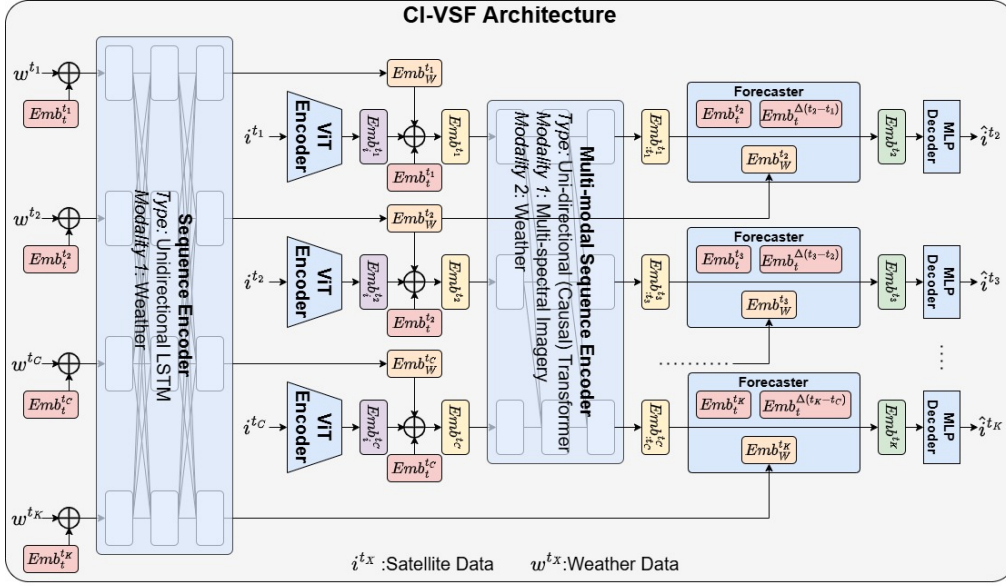 CI-VSF Architecture
w^{t_1}
Emb_t^{t_1}
Emb_W^{t_1}
i^{t_1}
ViT
Encoder
Emb_i^{t_1}
Emb_t^{t_1}
Emb^{t_1}
Emb_{:t_1}^{t_1}
Forecaster
Emb_t^{t_2}
Emb_t^{Δ(t_2-t_1)}
Emb_W^{t_2}
Emb^{t_2}
MLP
Decoder
î^{t_2}
w^{t_2}
Emb_t^{t_2}
Emb_W^{t_2}
i^{t_2}
ViT
Encoder
Emb_i^{t_2}
Emb_t^{t_2}
Emb^{t_2}
Emb_{:t_3}^{t_3}
Forecaster
Emb_t^{t_3}
Emb_t^{Δ(t_3-t_2)}
Emb_W^{t_3}
Emb^{t_3}
MLP
Decoder
î^{t_3}
Sequence Encoder
Type: Unidirectional LSTM
Modality 1: Weather
Multi-modal Sequence Encoder
Type: Uni-directional (Causal) Transformer
Modality 1: Multi-spectral Imagery
Modality 2: Weather
w^{t_C}
Emb_t^{t_C}
Emb_W^{t_C}
i^{t_C}
ViT
Encoder
Emb_i^{t_C}
Emb_t^{t_C}
Emb^{t_C}
Emb_{:t_C}^{t_C}
Forecaster
Emb_t^{t_K}
Emb_t^{Δ(t_K-t_C)}
Emb_W^{t_K}
Emb^{t_K}
MLP
Decoder
î^{t_K}
w^{t_K}
Emb_t^{t_K}
i^{t_X} :Satellite Data w^{t_X}:Weather Data